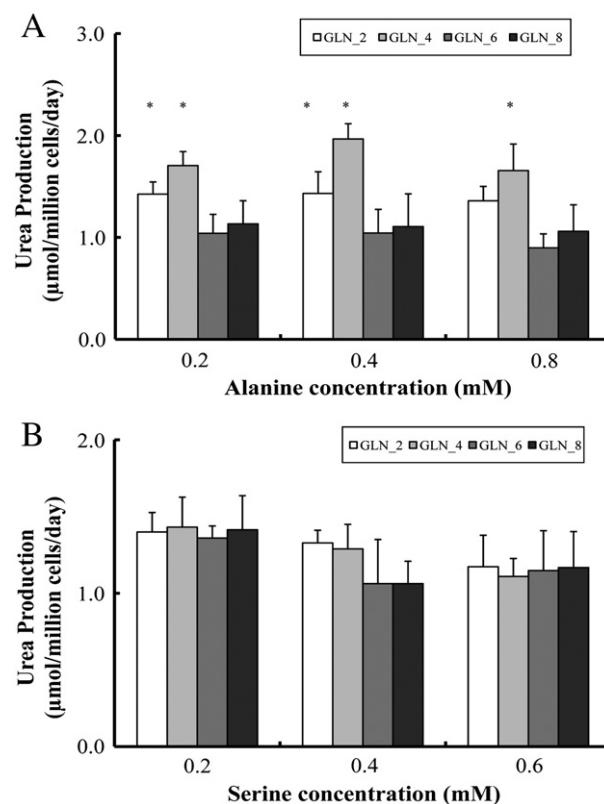 A
3.0
GLN_2 GLN_4 GLN_6 GLN_8
* * * * *
2.0
1.0
0.0
Urea Production
(µmol/million cells/day)
0.2 0.4 0.8
Alanine concentration (mM)
B
2.0
GLN_2 GLN_4 GLN_6 GLN_8
1.0
0.0
Urea Production
(µmol/million cells/day)
0.2 0.4 0.6
Serine concentration (mM)